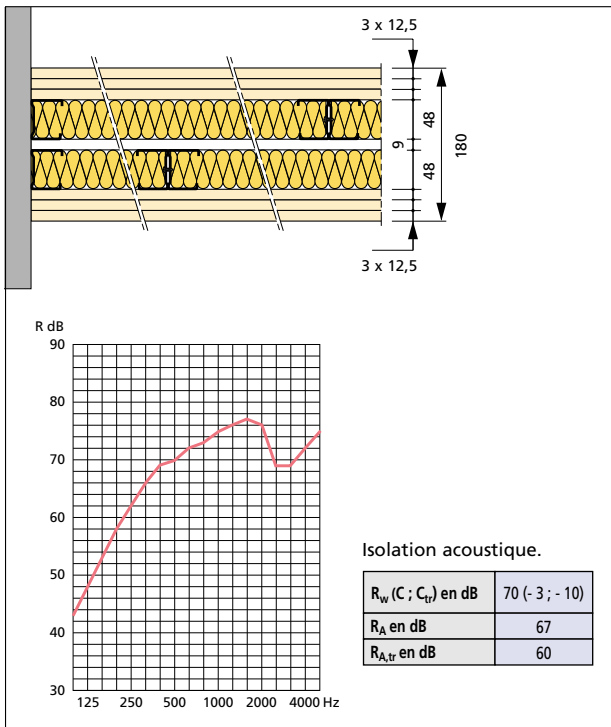 3 x 12,5
48
9
48
180
3 x 12,5
R dB
90
80
70
60
50
40
30
125 250 500 1000 2000 4000 Hz
Isolation acoustique.
Rw (C ; Ctr) en dB 70 (- 3 ; - 10)
RA en dB 67
RA,tr en dB 60